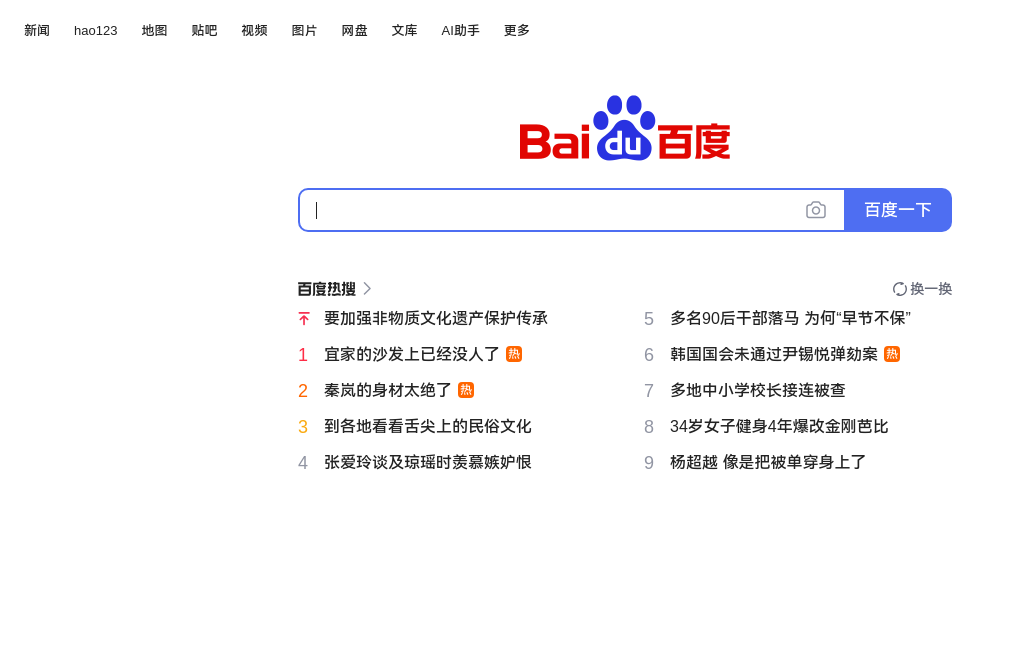 新闻 hao123 地图 贴吧 视频 图片 网盘 文库 AI助手 更多
Bai du 百度
百度一下
百度热搜 换一换
要加强非物质文化遗产保护传承
1 宜家的沙发上已经没人了 热
2 秦岚的身材太绝了 热
3 到各地看看舌尖上的民俗文化
4 张爱玲谈及琼瑶时羡慕嫉妒恨
5 多名90后干部落马 为何“早节不保”
6 韩国国会未通过尹锡悦弹劾案 热
7 多地中小学校长接连被查
8 34岁女子健身4年爆改金刚芭比
9 杨超越 像是把被单穿身上了